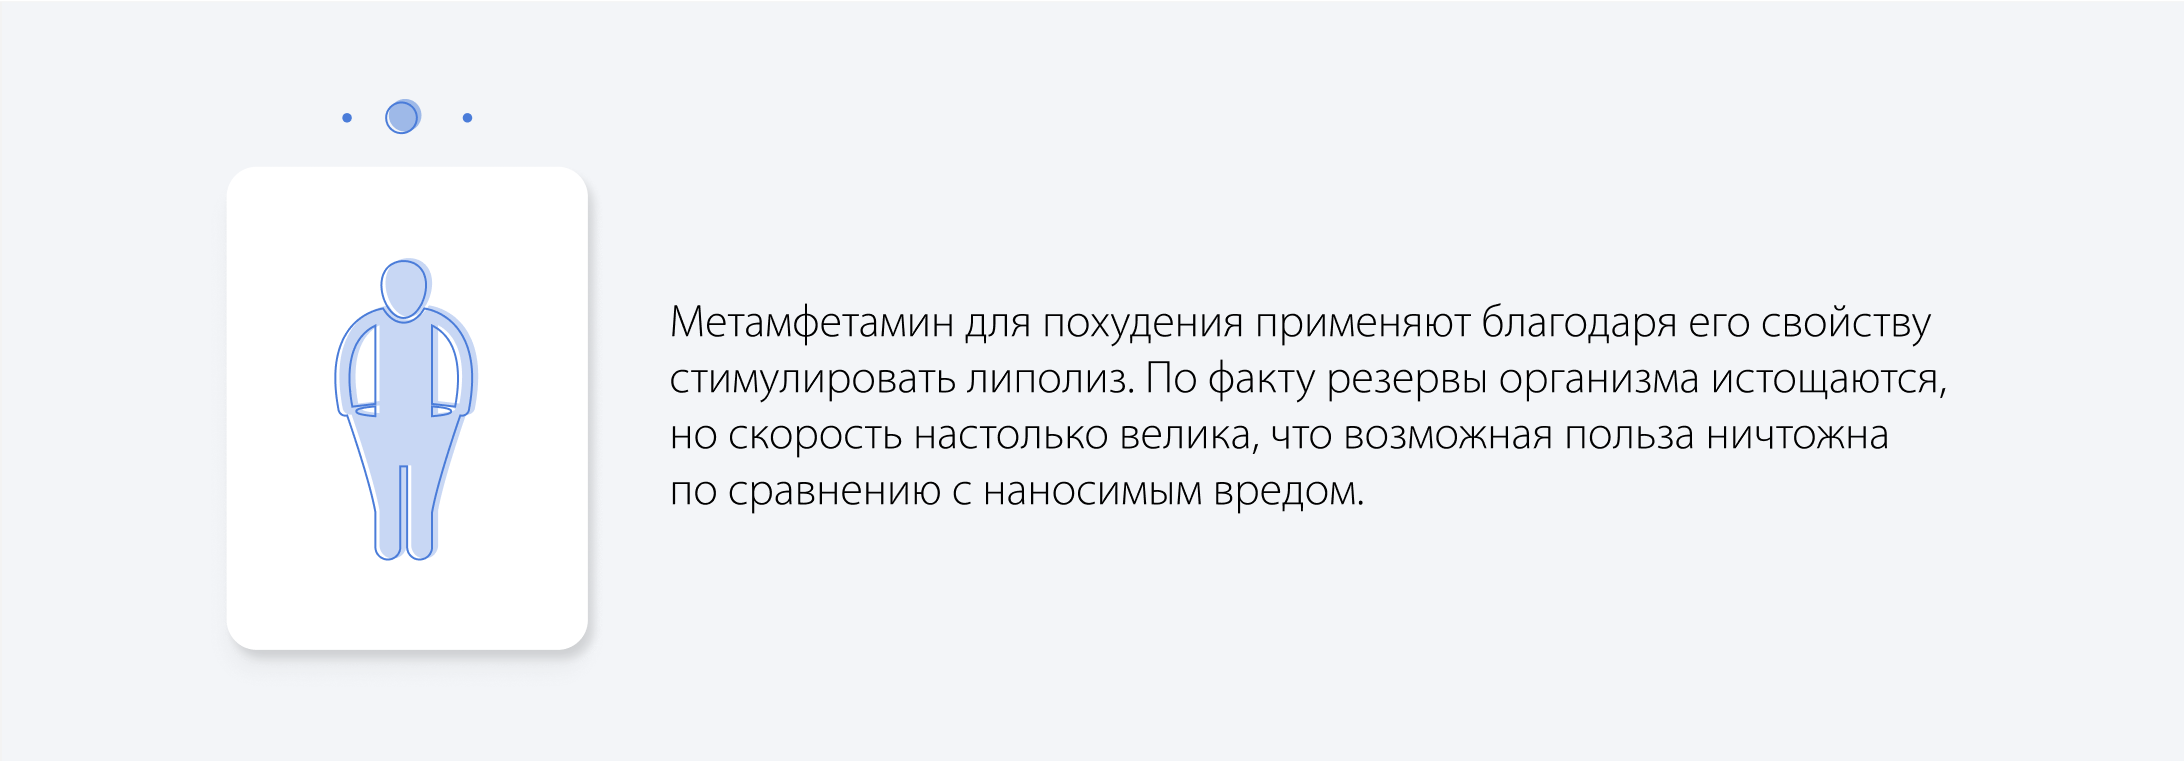 Метамфетамин для похудения применяют благодаря его свойству
стимулировать липолиз. По факту резервы организма истощаются,
но скорость настолько велика, что возможная польза ничтожна
по сравнению с наносимым вредом.